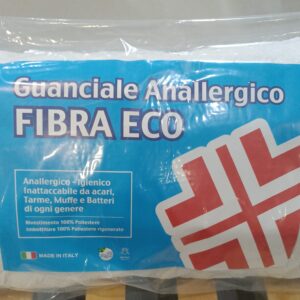 Guanciale Anallergico
FIBRA ECO
Anallergico - Igienico
Inattaccabile da acari,
Tarme, Muffe e Batteri
di ogni genere
Rivestimento 100% Poliestere
Imbottitura 100% Poliestere rigenerato
MADE IN ITALY